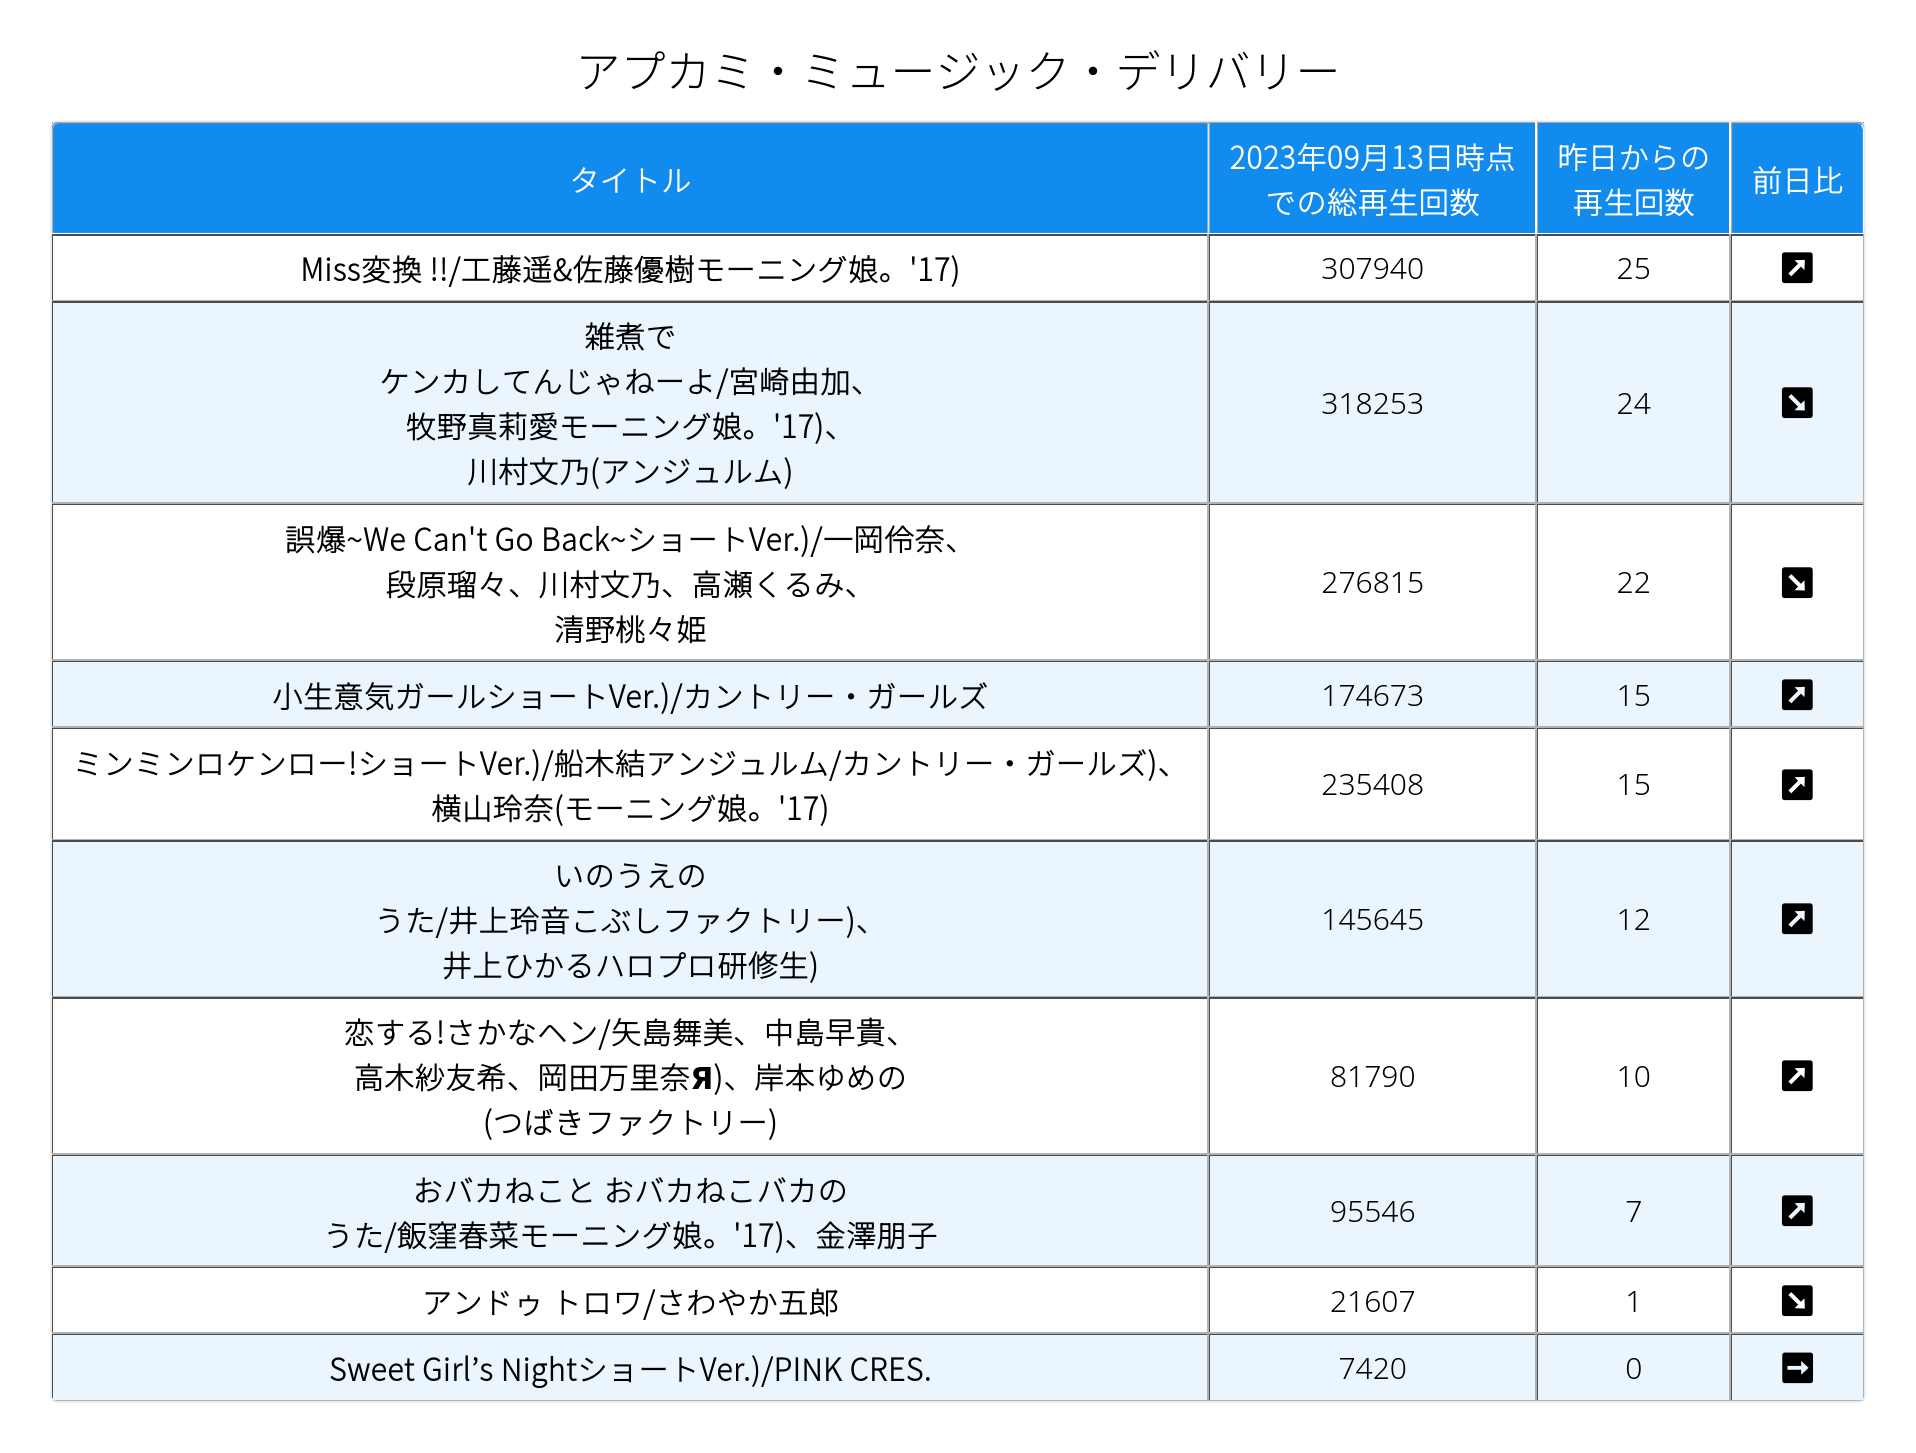 アプカミ・ミュージック・デリバリー
タイトル
2023年09月13日時点
での総再生回数
昨日からの
再生回数
前日比
Miss変換 !!/工藤遥&佐藤優樹モーニング娘。'17)
307940
25
雑煮で
ケンカしてんじゃねーよ/宮崎由加、
牧野真莉愛モーニング娘。'17)、
川村文乃(アンジュルム)
318253
24
誤爆~We Can't Go Back~ショートVer.)/一岡伶奈、
段原瑠々、川村文乃、高瀬くるみ、
清野桃々姫
276815
22
小生意気ガールショートVer.)/カントリー・ガールズ
174673
15
ミンミンロケンロー!ショートVer.)/船木結アンジュルム/カントリー・ガールズ)、
横山玲奈(モーニング娘。'17)
235408
15
いのうえの
うた/井上玲音こぶしファクトリー)、
井上ひかるハロプロ研修生)
145645
12
恋する!さかなヘン/矢島舞美、中島早貴、
高木紗友希、岡田万里奈Я)、岸本ゆめの
(つばきファクトリー)
81790
10
おバカねこと おバカねこバカの
うた/飯窪春菜モーニング娘。'17)、金澤朋子
95546
7
アンドゥ トロワ/さわやか五郎
21607
1
Sweet Girl’s NightショートVer.)/PINK CRES.
7420
0